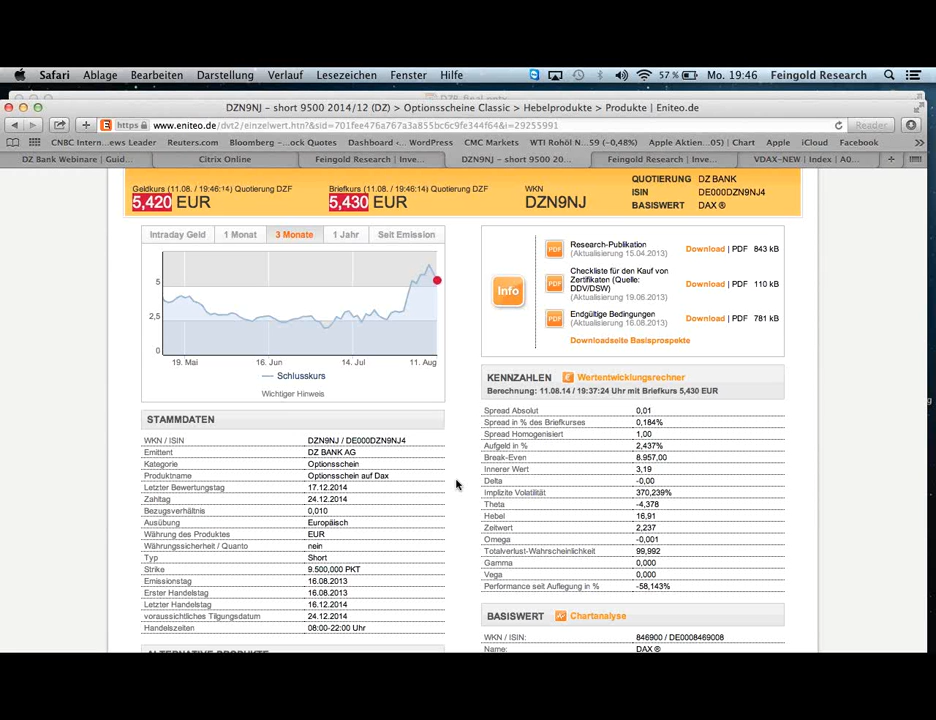 Safari Ablage Bearbeiten Darstellung Verlauf Lesezeichen Fenster Hilfe 57 % Mo. 19:46 Feingold Research
DZN9NJ – short 9500 2014/12 (DZ) > Optionsscheine Classic > Hebelprodukte > Produkte | Eniteo.de
https www.eniteo.de/dvt2/einzelwert.htn?&sid=701fee476a767a3a855bc6c9fe344f64&i=29255991 Reader
CNBC Intern...ews Leader Reuters.com Bloomberg -...ock Quotes Dashboard ‹... WordPress CMC Markets WTI Rohöl N...59 (-0,48%) Apple Aktien...05) | Chart Apple iCloud Facebook
DZ Bank Webinare | Guid... Citrix Online Feingold Research | Inve... DZN9NJ – short 9500 20... Feingold Research | Inve... VDAX-NEW | Index | A0...
Geldkurs (11.08. / 19:46:14) Quotierung DZF
5,420 EUR
Briefkurs (11.08. / 19:46:14) Quotierung DZF
5,430 EUR
WKN
DZN9NJ
QUOTIERUNG DZ BANK
ISIN DE000DZN9NJ4
BASISWERT DAX ®
Intraday Geld 1 Monat 3 Monate 1 Jahr Seit Emission
5
2,5
0
19. Mai 16. Jun 14. Jul 11. Aug
Schlusskurs
Wichtiger Hinweis
Info
PDF Research-Publikation Download | PDF 843 kB
(Aktualisierung 15.04.2013)
Checkliste für den Kauf von
PDF Zertifikaten (Quelle: Download | PDF 110 kB
DDV/DSW)
(Aktualisierung 19.06.2013)
PDF Endgültige Bedingungen Download | PDF 781 kB
(Aktualisierung 16.08.2013)
Downloadseite Basisprospekte
STAMMDATEN
WKN / ISIN DZN9NJ / DE000DZN9NJ4
Emittent DZ BANK AG
Kategorie Optionsschein
Produktname Optionsschein auf Dax
Letzter Bewertungstag 17.12.2014
Zahltag 24.12.2014
Bezugsverhältnis 0,010
Ausübung Europäisch
Währung des Produktes EUR
Währungssicherheit / Quanto nein
Typ Short
Strike 9.500,000 PKT
Emissionstag 16.08.2013
Erster Handelstag 16.08.2013
Letzter Handelstag 16.12.2014
voraussichtliches Tilgungsdatum 24.12.2014
Handelszeiten 08:00-22:00 Uhr
ALTERNATIVE PRODUKTE
KENNZAHLEN Wertentwicklungsrechner
Berechnung: 11.08.14 / 19:37:24 Uhr mit Briefkurs 5,430 EUR
Spread Absolut 0,01
Spread in % des Briefkurses 0,184%
Spread Homogenisiert 1,00
Aufgeld in % 2,437%
Break-Even 8.957,00
Innerer Wert 3,19
Delta -0,00
Implizite Volatilität 370,239%
Theta -4,378
Hebel 16,91
Zeitwert 2,237
Omega -0,001
Totalverlust-Wahrscheinlichkeit 99,992
Gamma 0,000
Vega 0,000
Performance seit Auflegung in % -58,143%
BASISWERT Chartanalyse
WKN / ISIN: 846900 / DE0008469008
Name: DAX ®